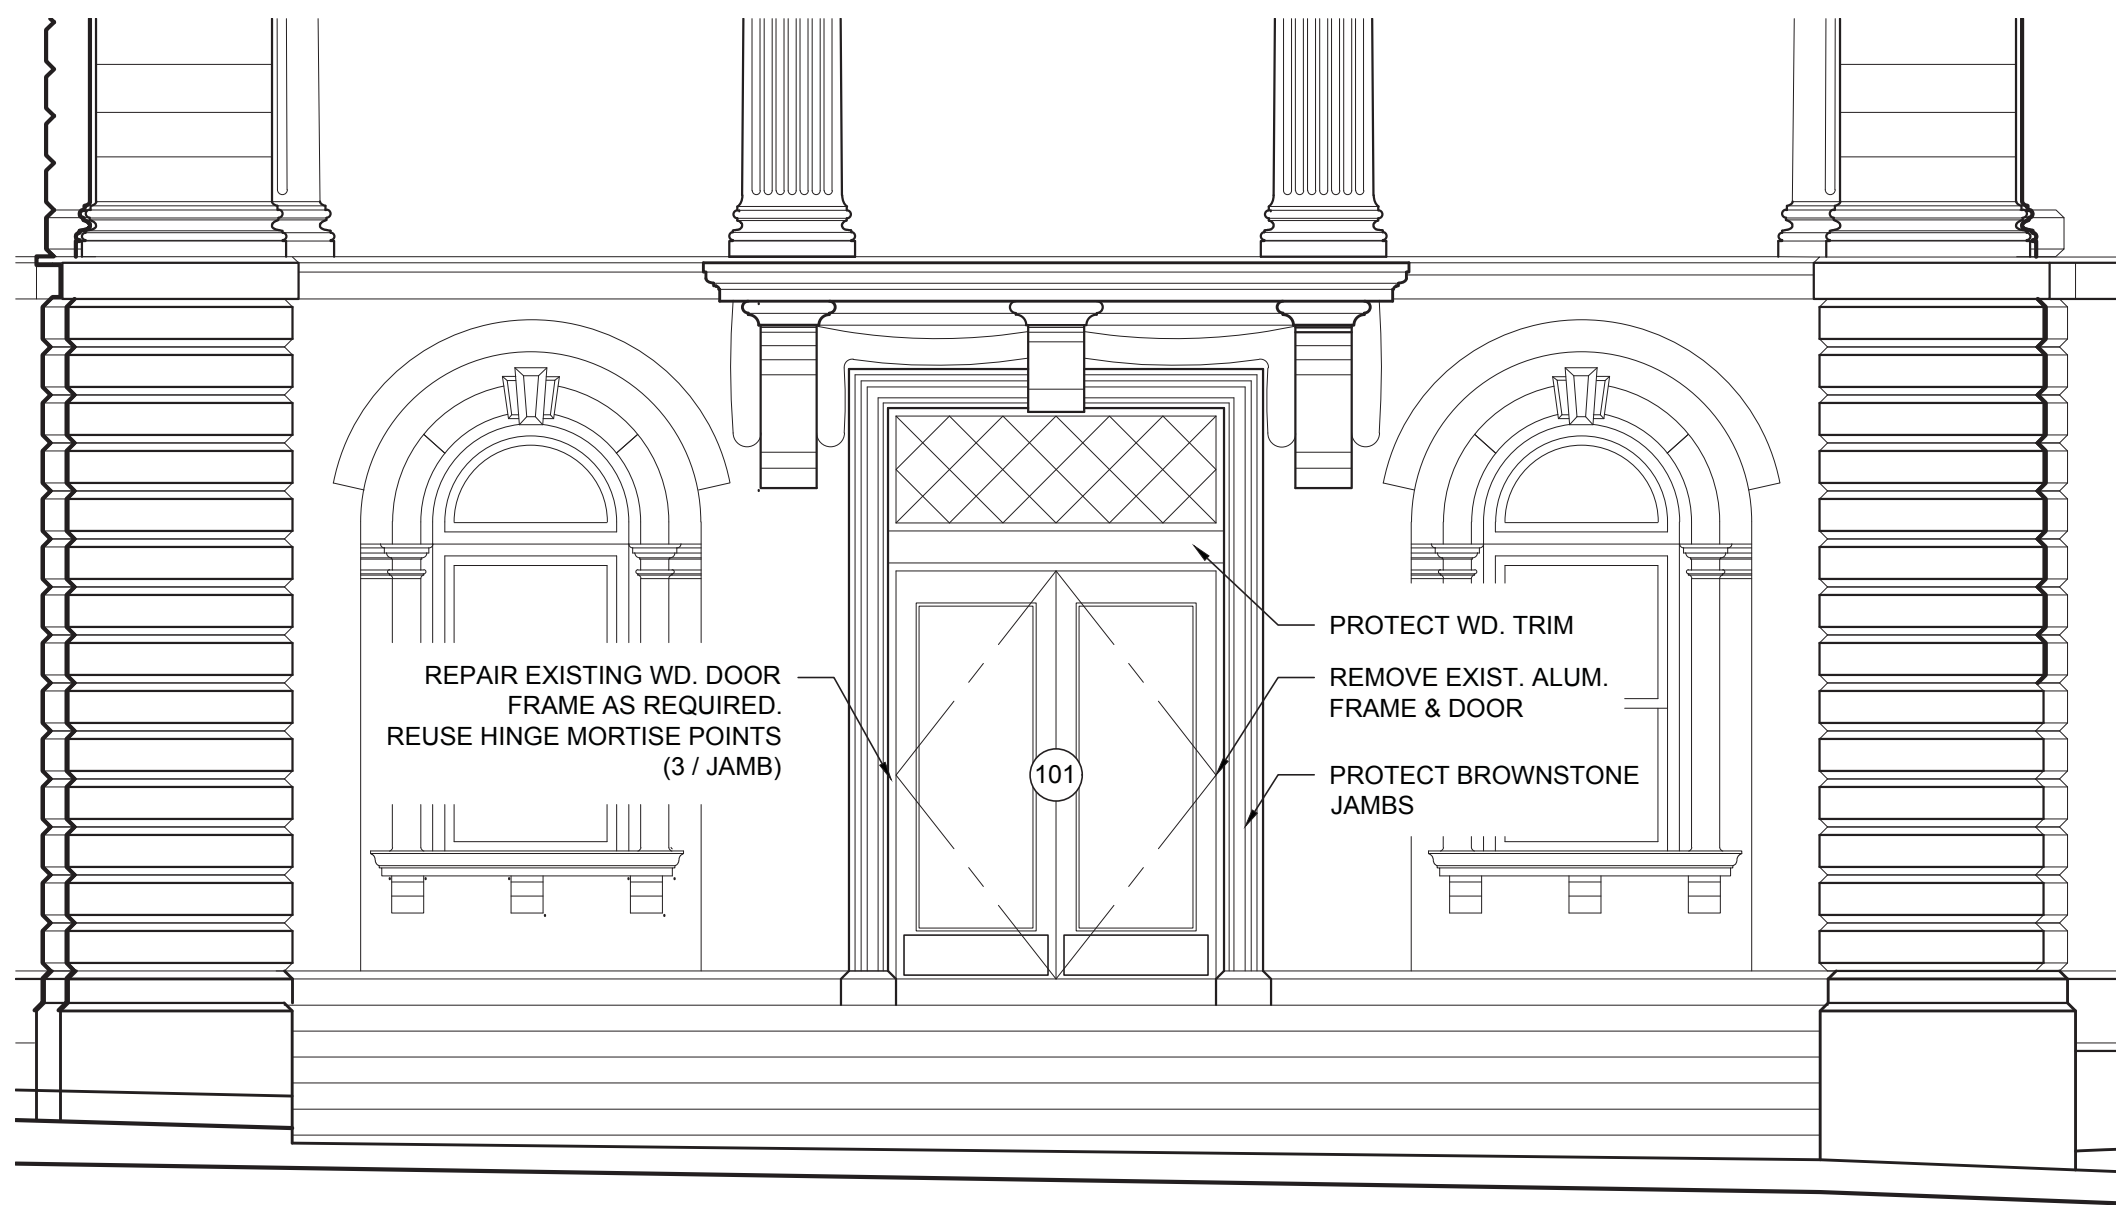 REPAIR EXISTING WD. DOOR
FRAME AS REQUIRED.
REUSE HINGE MORTISE POINTS
(3 / JAMB)
101
PROTECT WD. TRIM
REMOVE EXIST. ALUM.
FRAME & DOOR
PROTECT BROWNSTONE
JAMBS